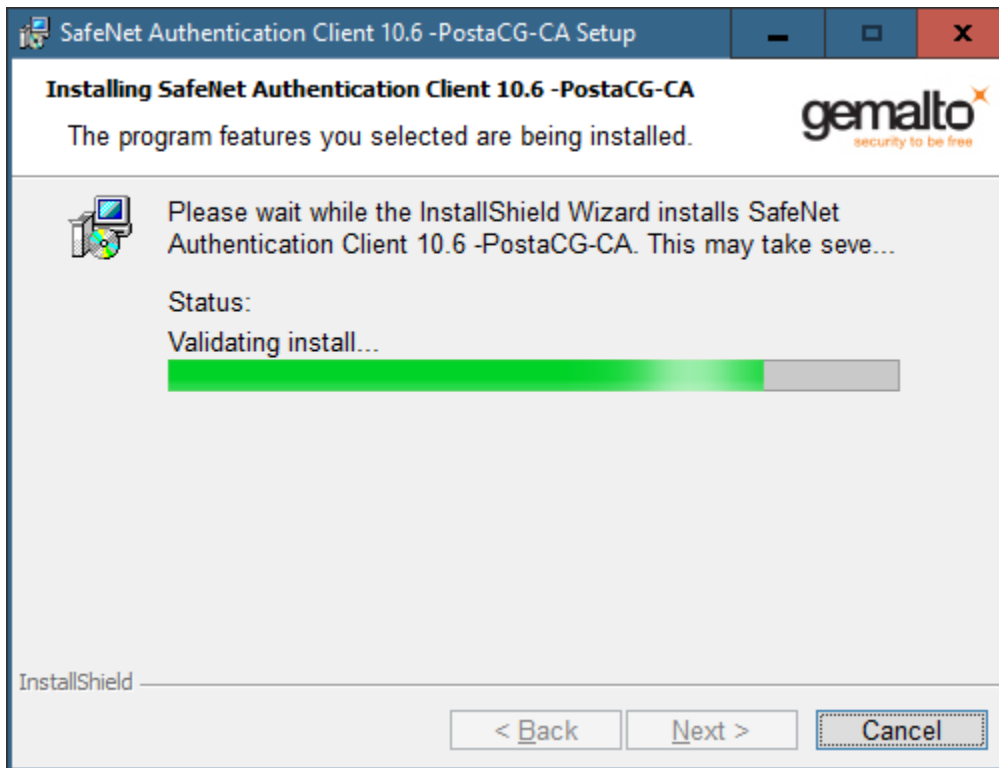 SafeNet Authentication Client 10.6 -PostaCG-CA Setup
Installing SafeNet Authentication Client 10.6 -PostaCG-CA
The program features you selected are being installed.
gemalto
security to be free
Please wait while the InstallShield Wizard installs SafeNet
Authentication Client 10.6 -PostaCG-CA. This may take seve...
Status:
Validating install...
InstallShield
< Back
Next >
Cancel